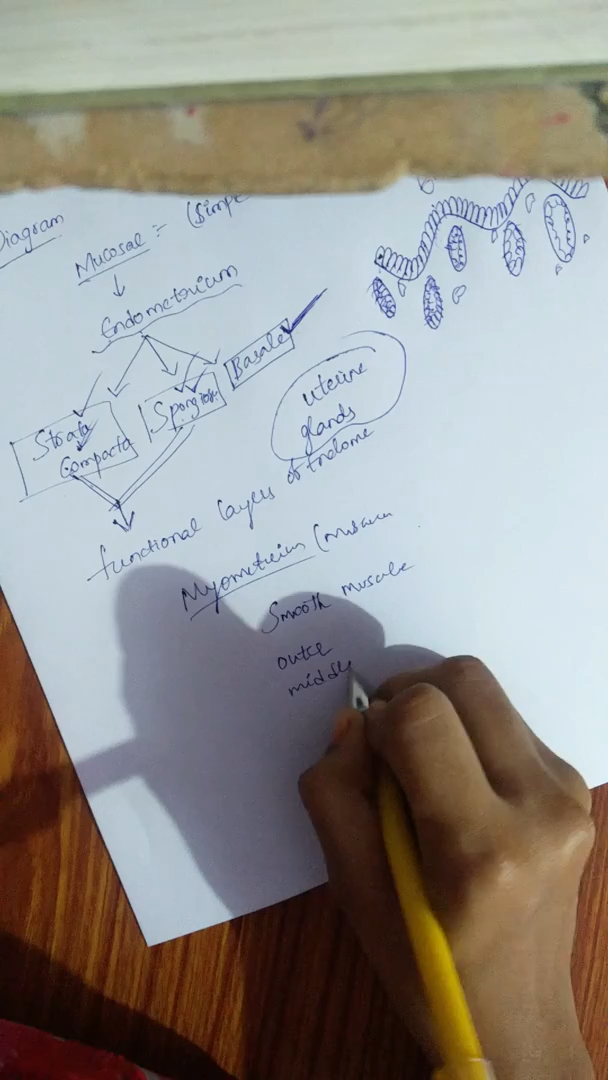 Diagram
Mucosal :- (Simpe
Endometrium
Strata
Compacta
Spongiosa
Basale
Uterine
glands
functional layers of Endome
Myometrium (muscu
Smooth muscle
outer
middle